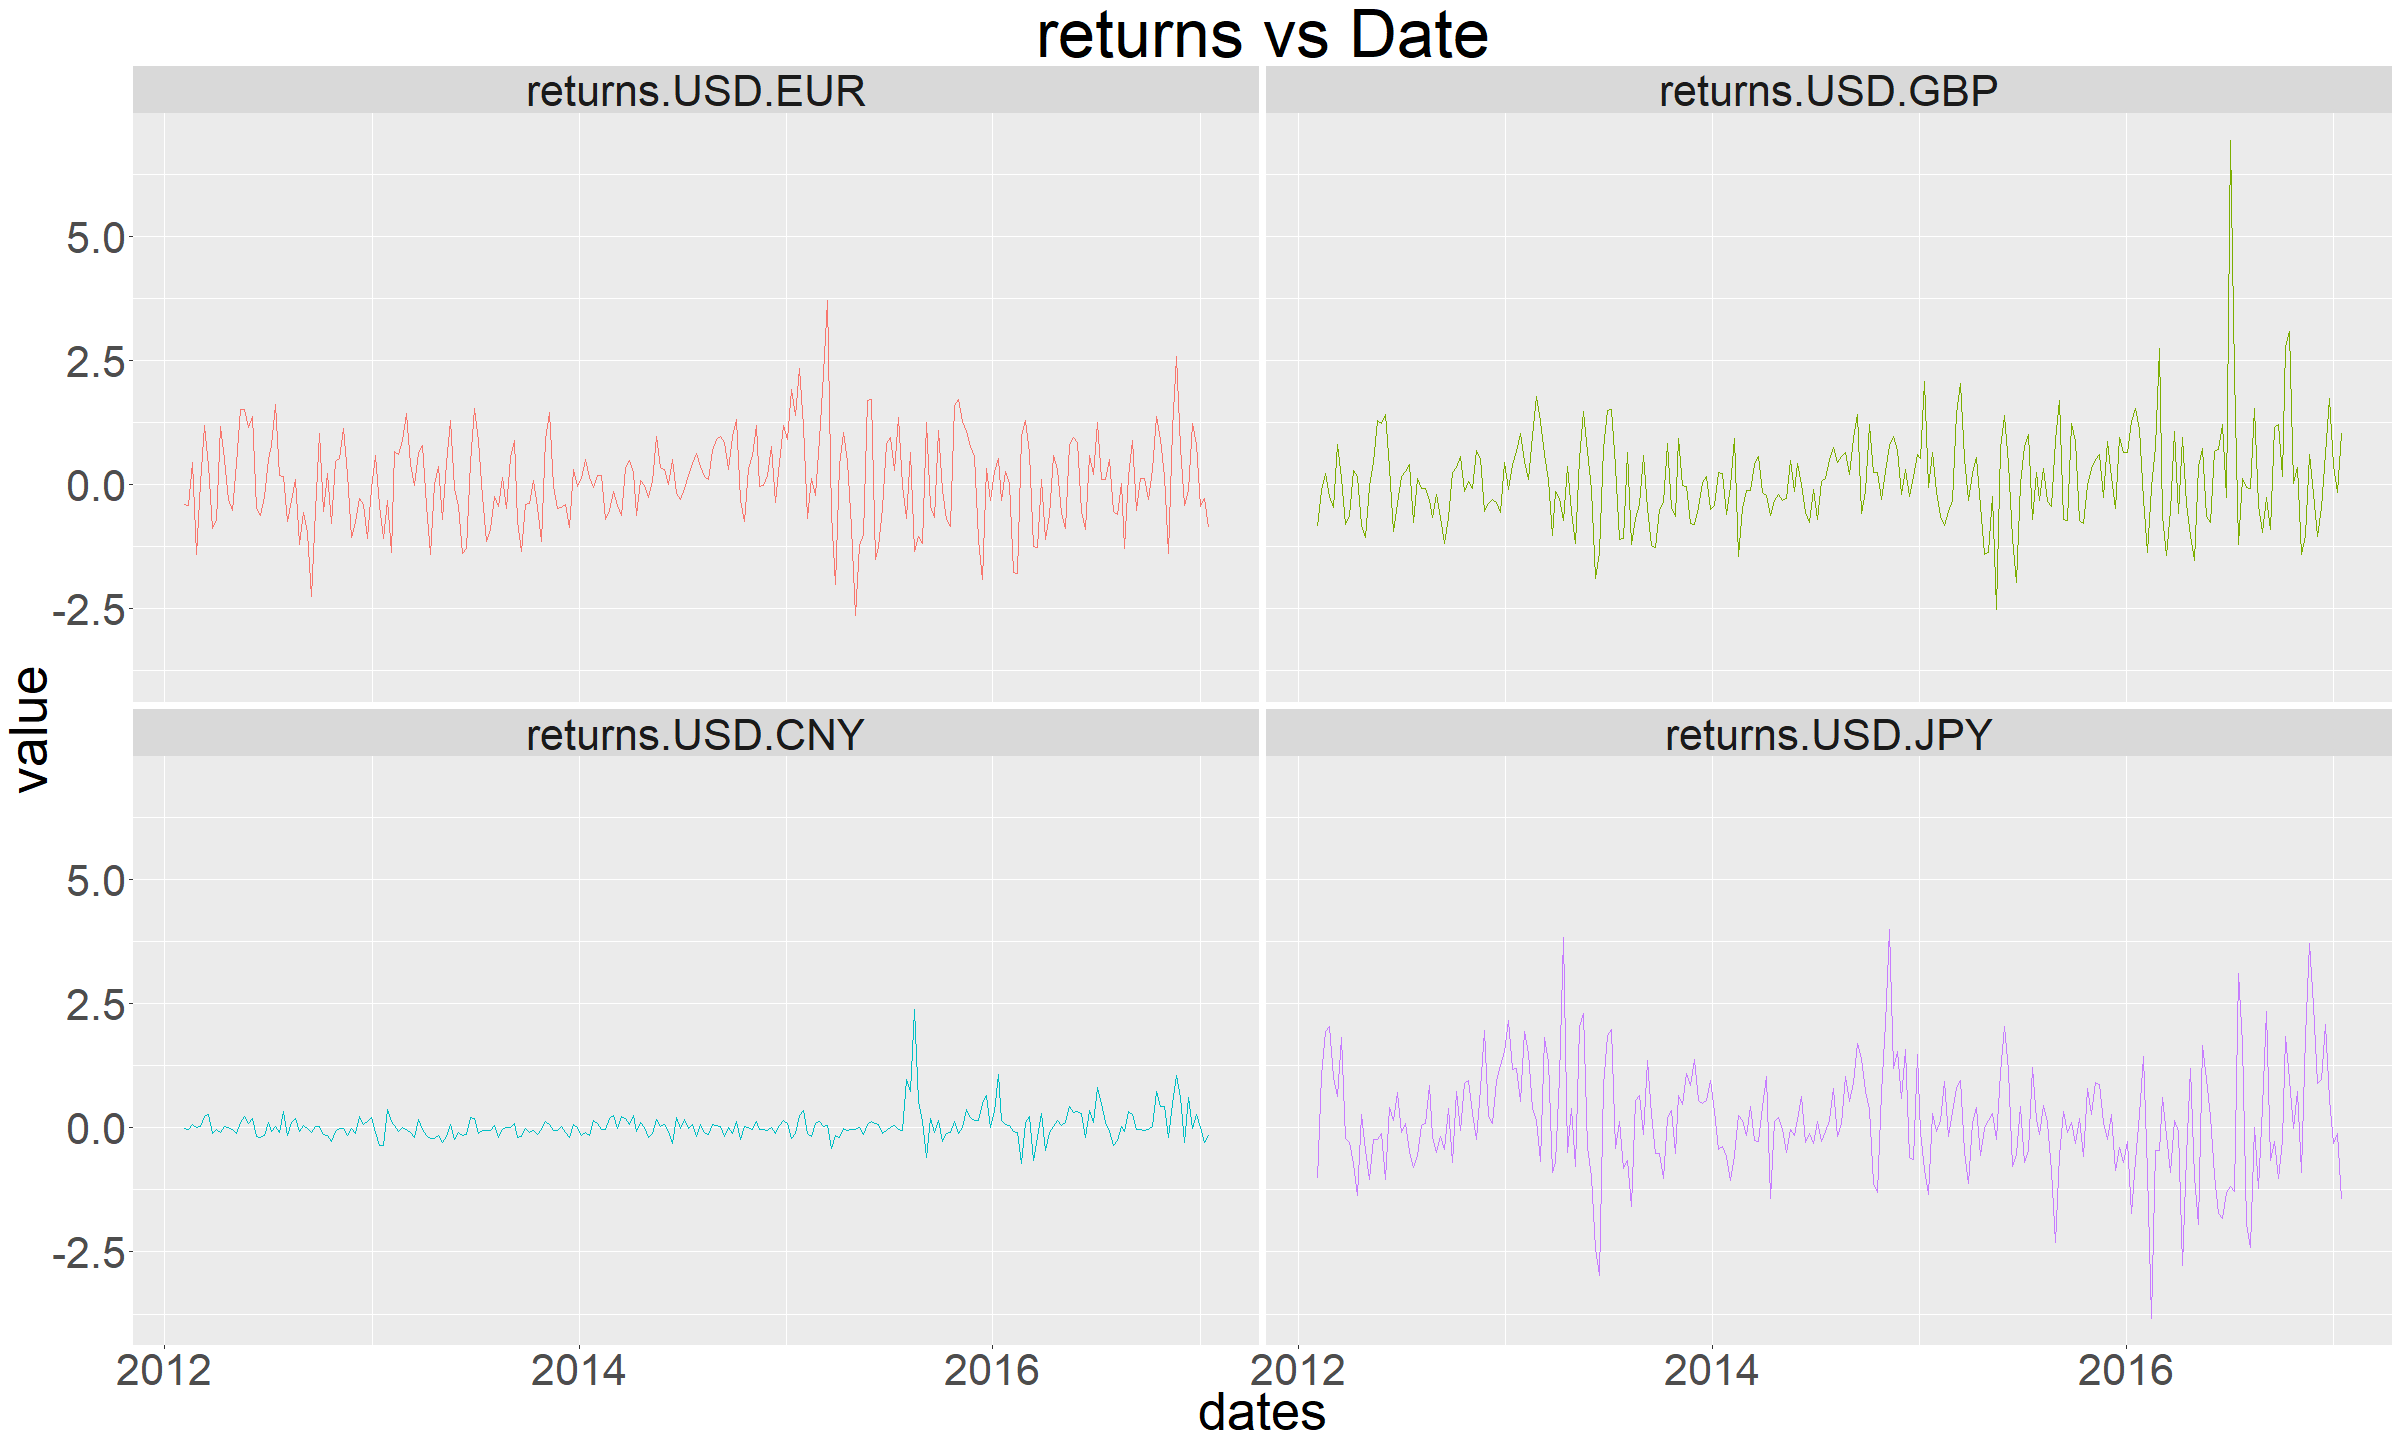 returns vs Date
returns.USD.EUR
returns.USD.GBP
5.0
2.5
0.0
-2.5
value
returns.USD.CNY
returns.USD.JPY
5.0
2.5
0.0
-2.5
2012
2014
2016
2012
2014
2016
dates